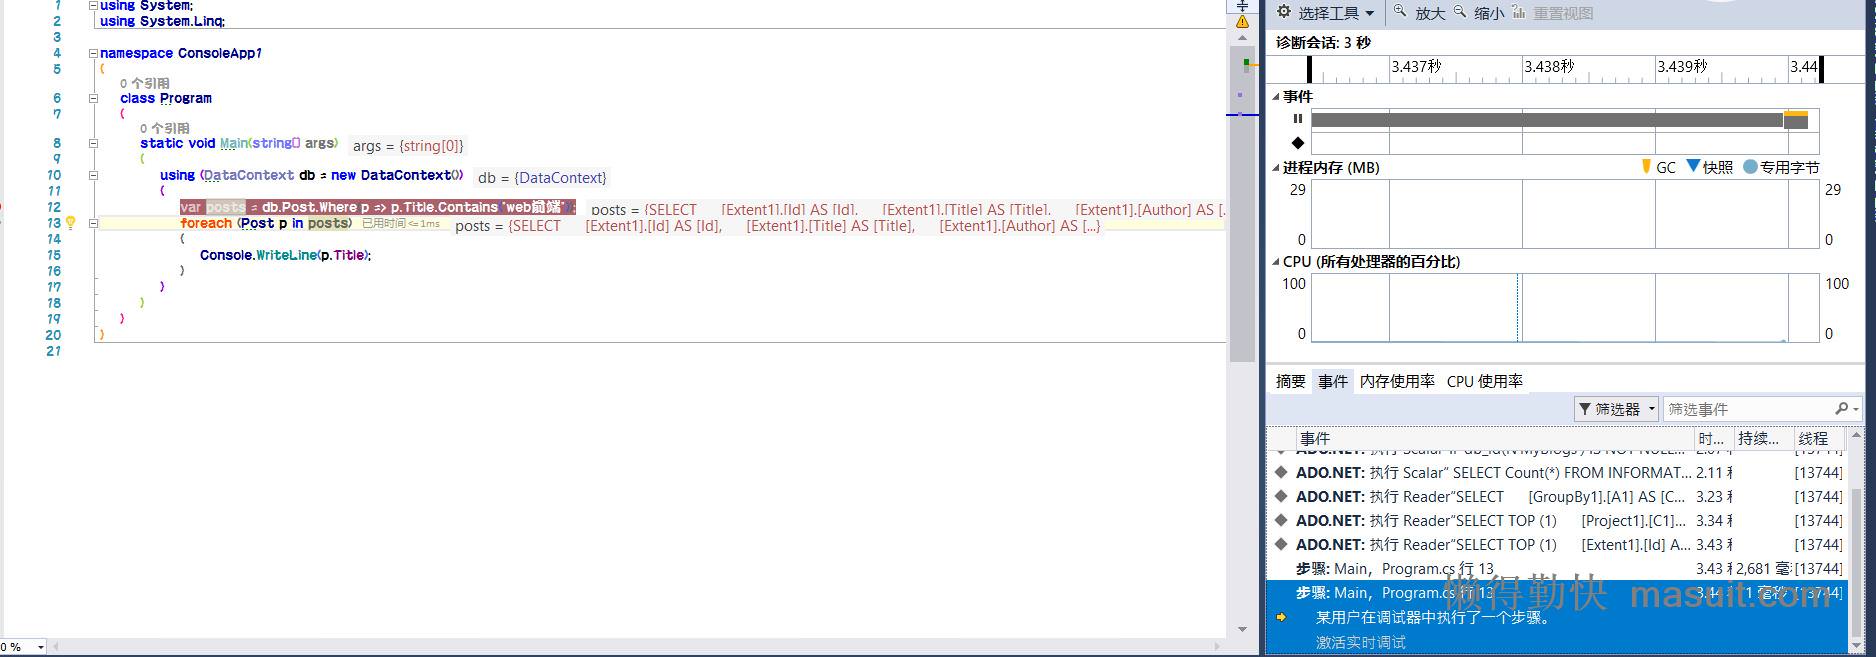 1 using System;
2 using System.Linq;
3
4 namespace ConsoleApp1
5 {
0 个引用
6 class Program
7 {
0 个引用
8 static void Main(string[] args) args = {string[0]}
9 {
10 using (DataContext db = new DataContext()) db = {DataContext}
11 {
12 var posts = db.Post.Where(p => p.Title.Contains("web前端")); posts = {SELECT [Extent1].[Id] AS [Id], [Extent1].[Title] AS [Title], [Extent1].[Author] AS [.
13 foreach (Post p in posts) 已用时间<=1ms posts = {SELECT [Extent1].[Id] AS [Id], [Extent1].[Title] AS [Title], [Extent1].[Author] AS [...}
14 {
15 Console.WriteLine(p.Title);
16 }
17 }
18 }
19 }
20 }
21
0 %
选择工具 放大 缩小 重置视图
诊断会话: 3 秒
3.437秒 3.438秒 3.439秒 3.44
事件
进程内存 (MB) GC 快照 专用字节
29 29
0 0
CPU (所有处理器的百分比)
100 100
0 0
摘要 事件 内存使用率 CPU 使用率
筛选器 筛选事件
事件 时... 持续... 线程
ADO.NET: 执行 Scalar
ADO.NET: 执行 Scalar" SELECT Count(*) FROM INFORMAT... 2.11 [13744]
ADO.NET: 执行 Reader"SELECT [GroupBy1].[A1] AS [C... 3.23 [13744]
ADO.NET: 执行 Reader"SELECT TOP (1) [Project1].[C1]... 3.34 [13744]
ADO.NET: 执行 Reader"SELECT TOP (1) [Extent1].[Id] A... 3.43 [13744]
步骤: Main，Program.cs 行 13 3.43 2,681 毫 [13744]
步骤: Main，Program.cs 行 13 3.44 1 毫秒 [13744]
某用户在调试器中执行了一个步骤。
激活实时调试
懒得勤快 masuit.com